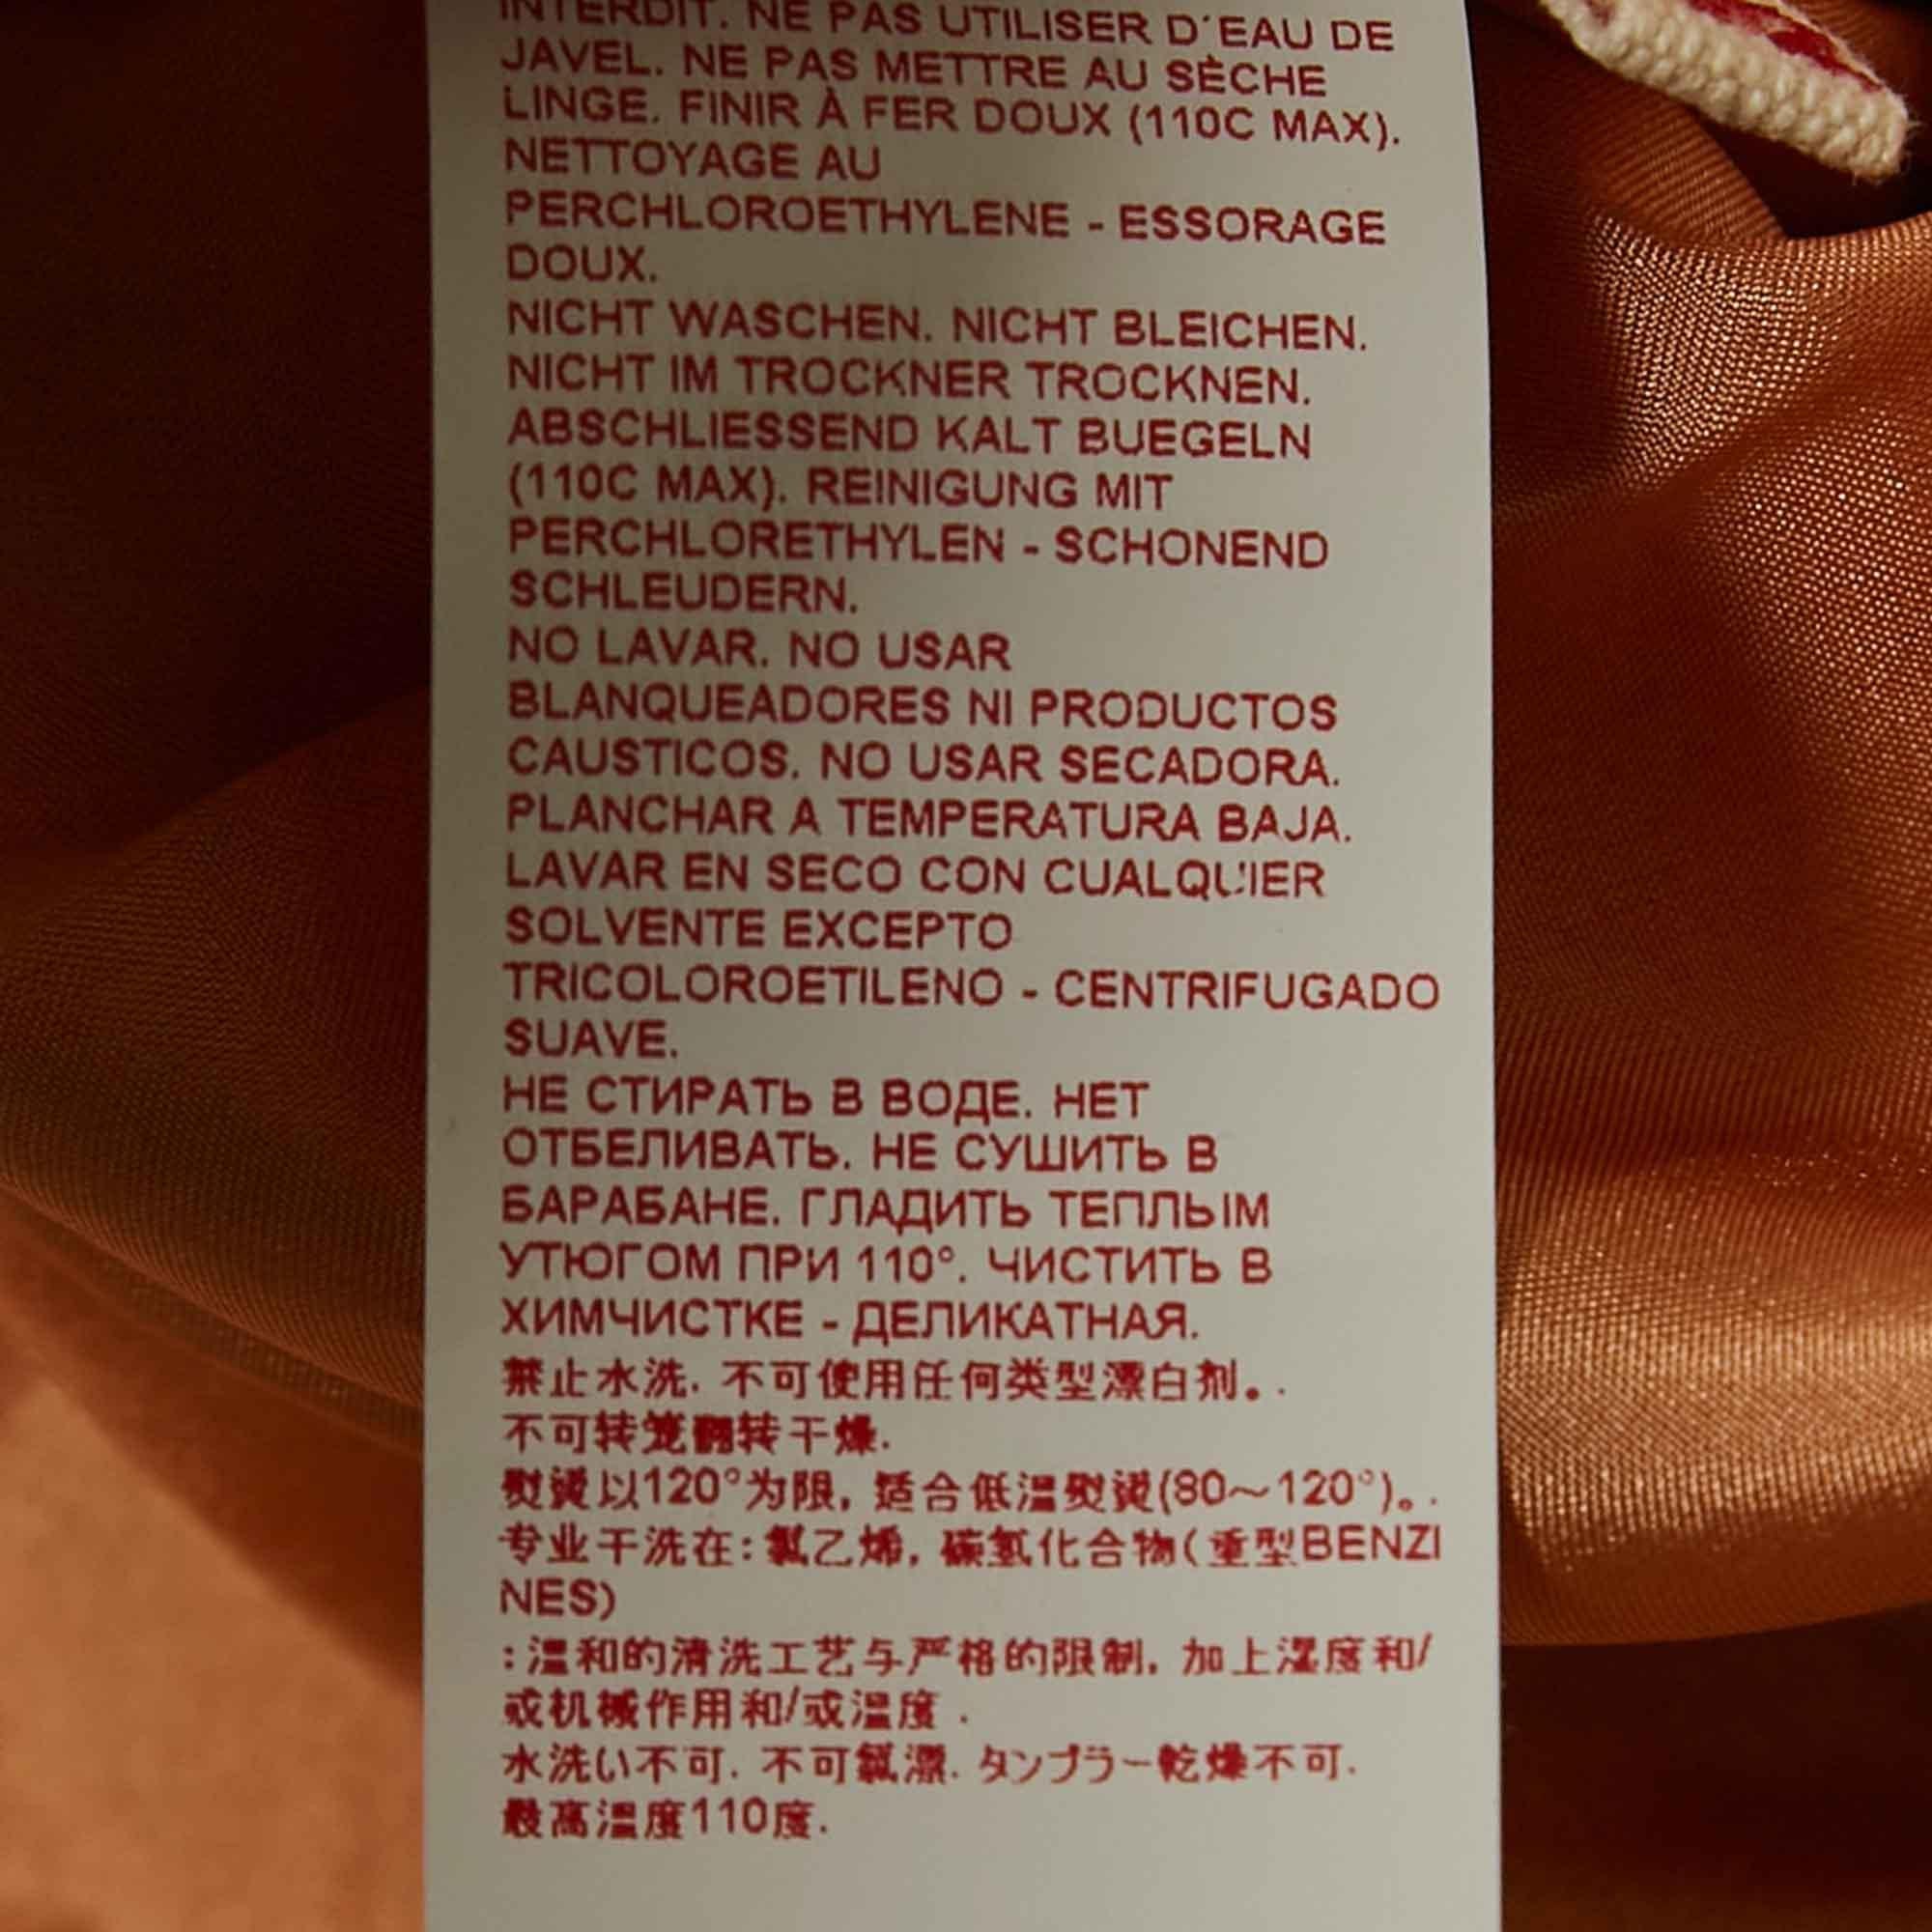 INTERDIT. NE PAS UTILISER D'EAU DE
JAVEL. NE PAS METTRE AU SÈCHE
LINGE. FINIR À FER DOUX (110C MAX).
NETTOYAGE AU
PERCHLOROETHYLENE - ESSORAGE
DOUX.
NICHT WASCHEN. NICHT BLEICHEN.
NICHT IM TROCKNER TROCKNEN.
ABSCHLIESSEND KALT BUEGELN
(110C MAX). REINIGUNG MIT
PERCHLORETHYLEN - SCHONEND
SCHLEUDERN.
NO LAVAR. NO USAR
BLANQUEADORES NI PRODUCTOS
CAUSTICOS. NO USAR SECADORA.
PLANCHAR A TEMPERATURA BAJA.
LAVAR EN SECO CON CUALQUIER
SOLVENTE EXCEPTO
TRICOLOROETILENO - CENTRIFUGADO
SUAVE.
НЕ СТИРАТЬ В ВОДЕ. НЕТ
ОТБЕЛИВАТЬ. НЕ СУШИТЬ В
БАРАБАНЕ. ГЛАДИТЬ ТЕПЛЫМ
УТЮГОМ ПРИ 110°. ЧИСТИТЬ В
ХИМЧИСТКЕ - ДЕЛИКАТНАЯ.
禁止水洗. 不可使用任何类型漂白剂。.
不可转笼翻转干燥.
熨烫以120°为限, 适合低温熨烫(80～120°)。.
专业干洗在: 氯乙烯, 碳氢化合物(重型BENZI
NES)
:温和的清洗工艺与严格的限制, 加上湿度和/
或机械作用和/或温度 .
水洗い不可. 不可氯漂. タンブラー乾燥不可.
最高温度110度.